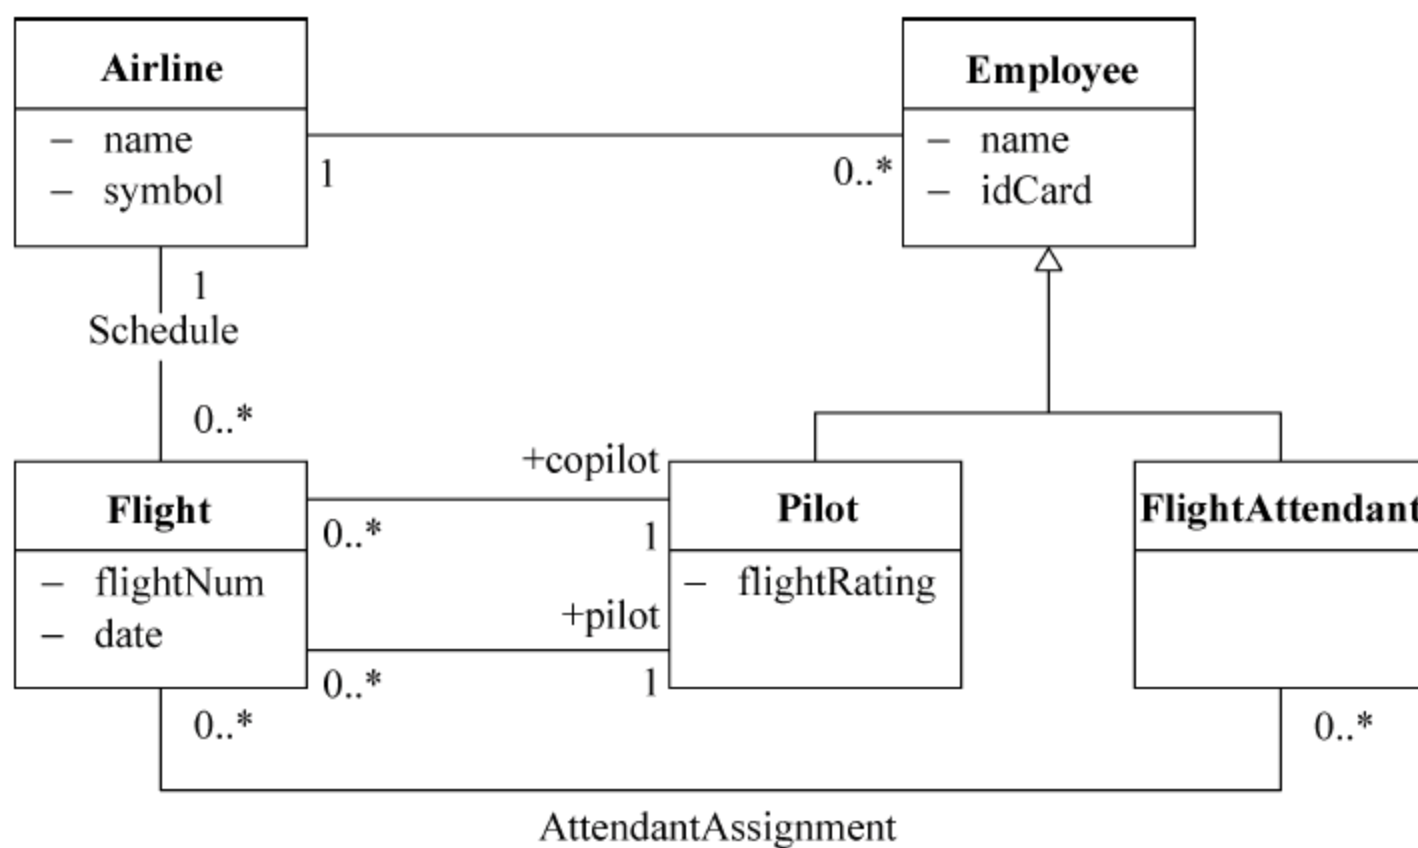 Airline
– name
– symbol
Employee
– name
– idCard
1
0..*
1
Schedule
0..*
Flight
– flightNum
– date
+copilot
0..*
1
+pilot
0..*
1
Pilot
– flightRating
FlightAttendant
0..*
0..*
AttendantAssignment